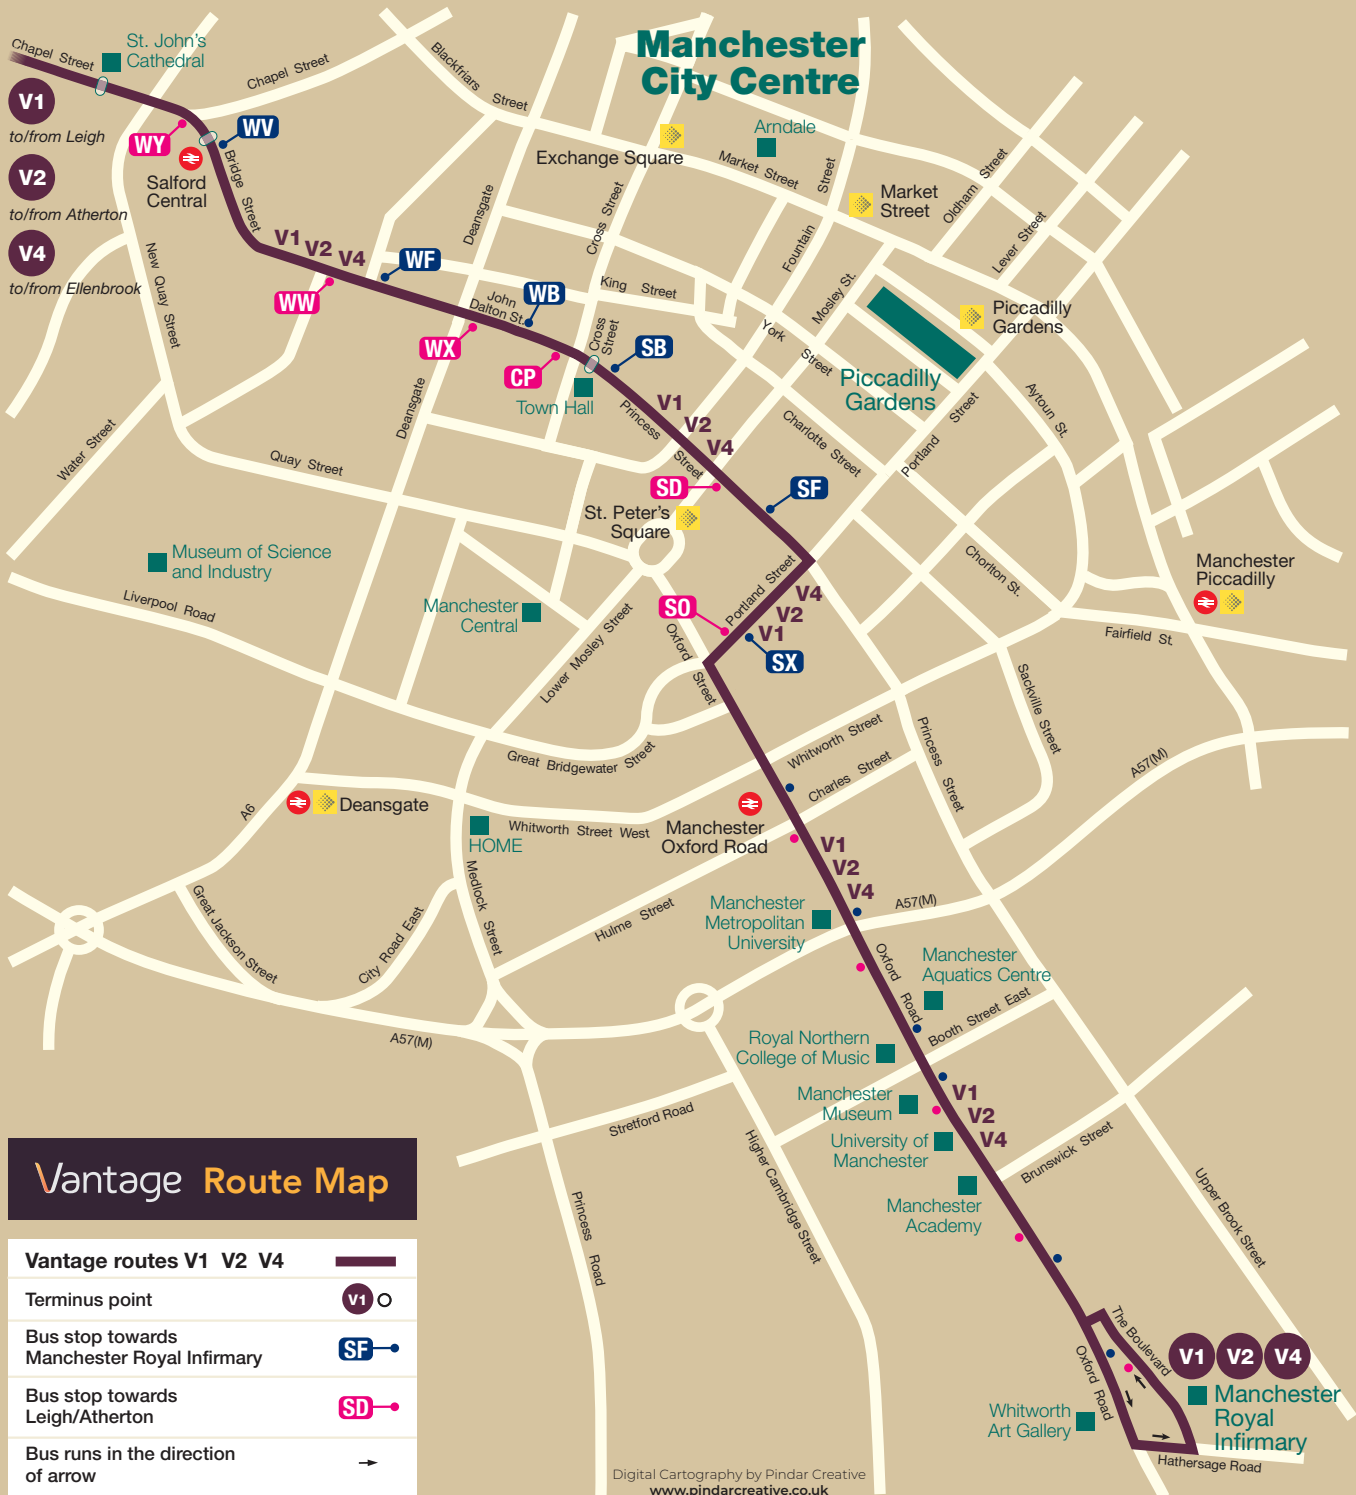 Manchester
City Centre
Chapel Street
St. John's
Cathedral
Chapel Street
Blackfriars Street
V1
to/from Leigh
V2
to/from Atherton
V4
to/from Ellenbrook
WY
WV
Salford
Central
Bridge Street
New Quay Street
Deansgate
Exchange Square
Arndale
Market Street
Cross Street
Fountain Street
Market
Street
Oldham Street
Lever Street
V1 V2 V4
WF
WW
John
Dalton St.
WB
WX
CP
King Street
Cross
Street
SB
Town Hall
York Street
Mosley St.
Piccadilly
Gardens
Piccadilly
Gardens
Aytoun St.
Portland Street
Charlotte Street
Princess Street
V1
V2
V4
Deansgate
Water Street
Quay Street
SD
SF
St. Peter's
Square
Museum of Science
and Industry
Liverpool Road
Manchester
Central
Lower Mosley Street
SO
Portland Street
V4
V2
V1
SX
Oxford Street
Chorlton St.
Manchester
Piccadilly
Fairfield St.
Sackville Street
Great Bridgewater Street
Whitworth Street
Charles Street
Princess Street
A57(M)
A6
Deansgate
HOME
Whitworth Street West
Manchester
Oxford Road
V1
V2
V4
Medlock Street
Great Jackson Street
City Road East
Hulme Street
Manchester
Metropolitan
University
A57(M)
Oxford Road
Manchester
Aquatics Centre
A57(M)
Booth Street East
Royal Northern
College of Music
Manchester
Museum
V1
V2
V4
University of
Manchester
Stretford Road
Higher Cambridge Street
Brunswick Street
Manchester
Academy
Princess Road
Upper Brook Street
The Boulevard
Oxford Road
V1 V2 V4
Manchester
Royal
Infirmary
Whitworth
Art Gallery
Hathersage Road
Vantage Route Map
Vantage routes V1 V2 V4
Terminus point
V1
Bus stop towards
Manchester Royal Infirmary
SF
Bus stop towards
Leigh/Atherton
SD
Bus runs in the direction
of arrow
Digital Cartography by Pindar Creative
www.pindarcreative.co.uk